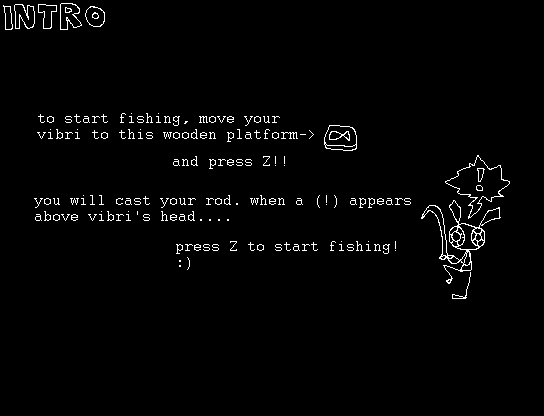 INTRO
to start fishing, move your
vibri to this wooden platform->
and press Z!!
you will cast your rod. when a (!) appears
above vibri's head....
!
press Z to start fishing!
:)